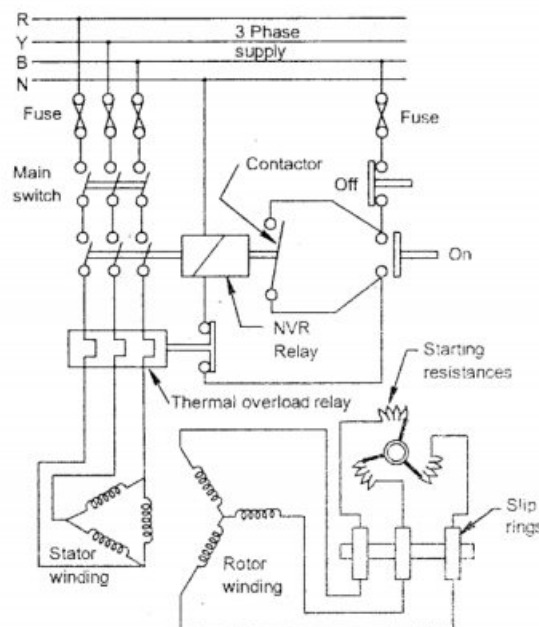 R
Y
B
N
3 Phase
supply
Fuse
Fuse
Contactor
Main
switch
Off
On
NVR
Relay
Starting
resistances
Thermal overload relay
Slip
rings
Stator
winding
Rotor
winding